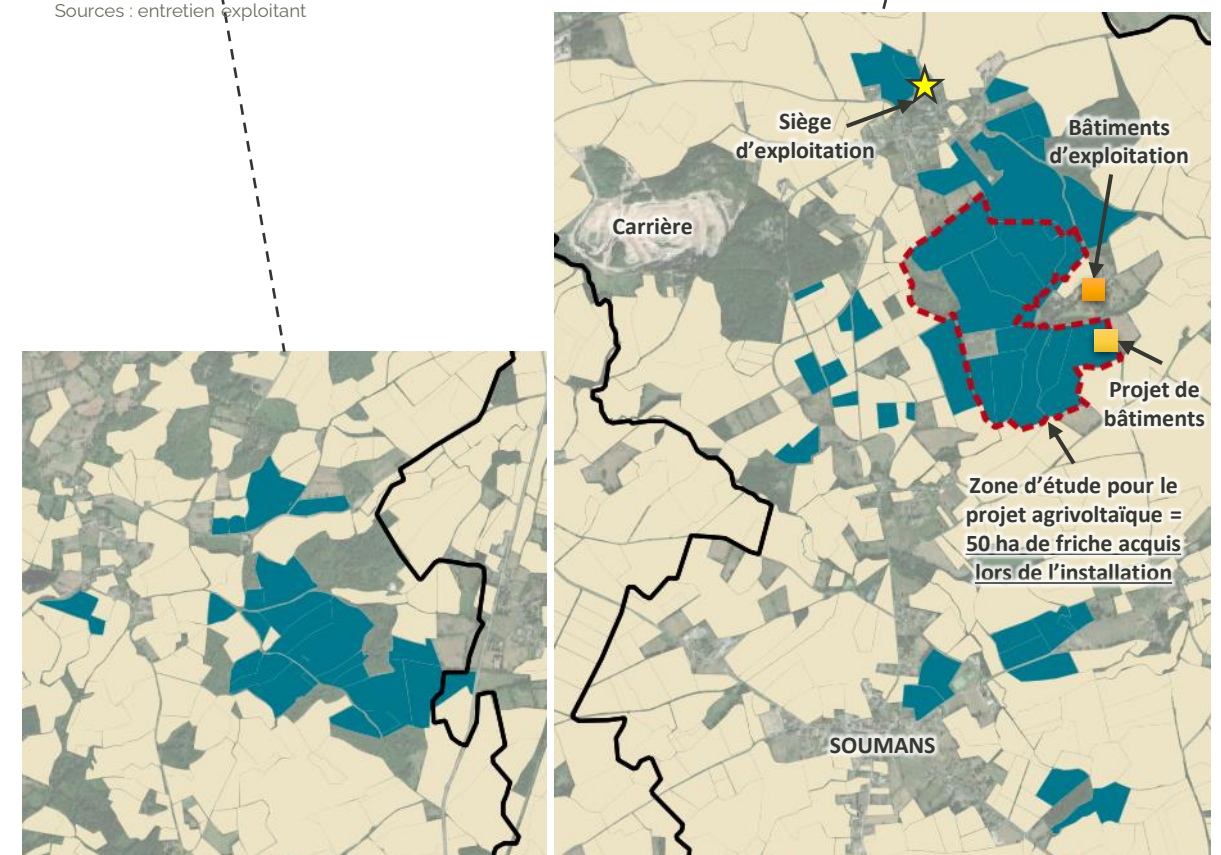 Sources : entretien exploitant
Siège
d'exploitation
Bâtiments
d'exploitation
Carrière
Projet de
bâtiments
Zone d'étude pour le
projet agrivoltaïque =
50 ha de friche acquis
lors de l'installation
SOUMANS